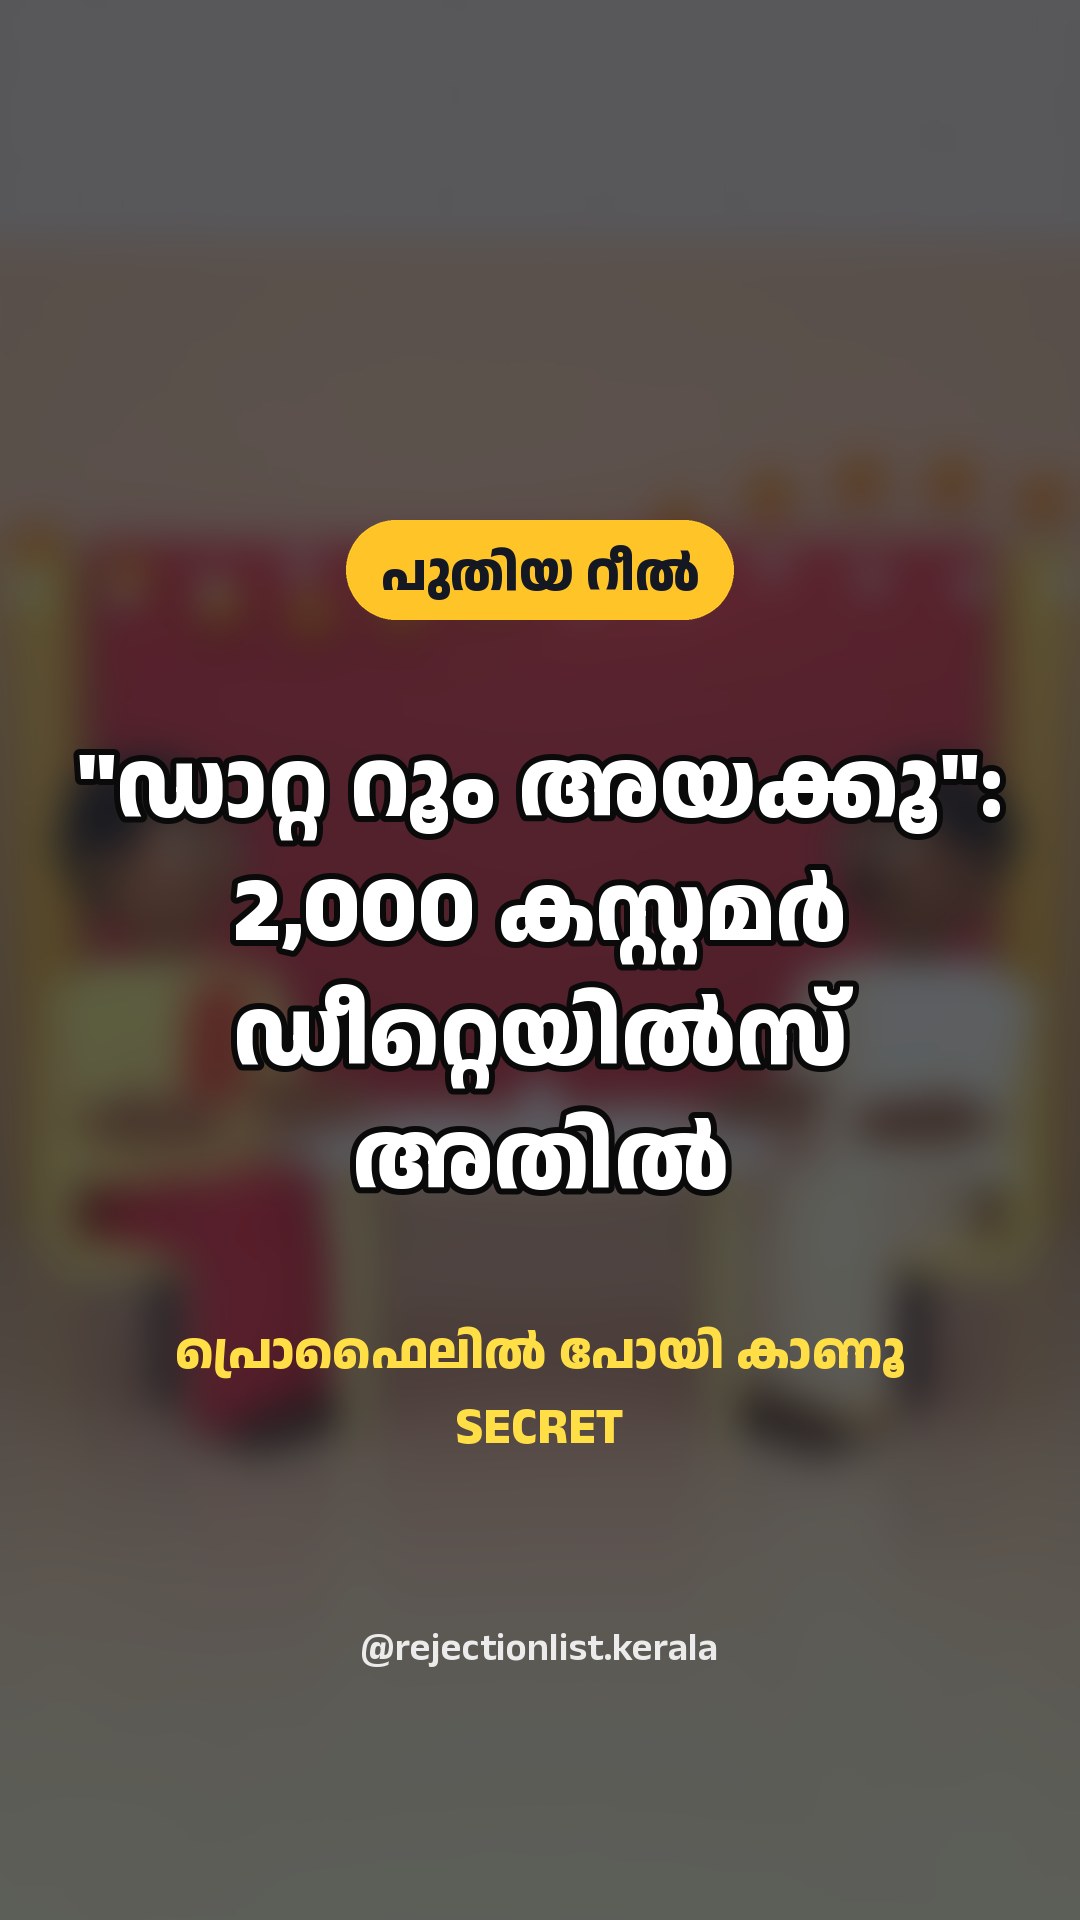 പുതിയ റീൽ
"ഡാറ്റ റൂം അയക്കൂ":
2,000 കസ്റ്റമർ
ഡീറ്റെയിൽസ്
അതിൽ
പ്രൊഫൈലിൽ പോയി കാണൂ
SECRET
@rejectionlist.kerala